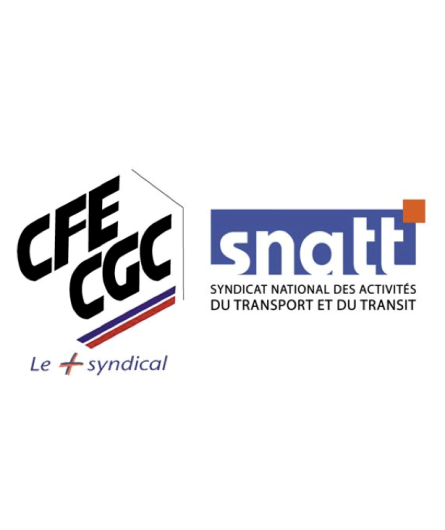 CFE
CGC
Le + syndical
snatt
SYNDICAT NATIONAL DES ACTIVITÉS
DU TRANSPORT ET DU TRANSIT